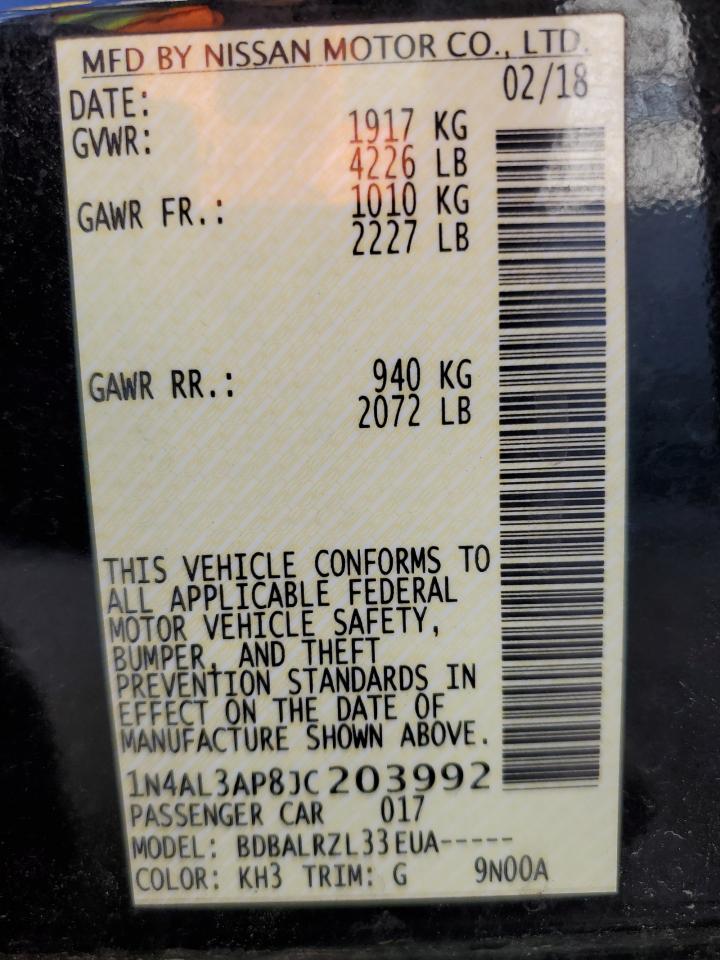 MFD BY NISSAN MOTOR CO., LTD.
DATE: 02/18
GVWR: 1917 KG
4226 LB
GAWR FR.: 1010 KG
2227 LB
GAWR RR.: 940 KG
2072 LB
THIS VEHICLE CONFORMS TO
ALL APPLICABLE FEDERAL
MOTOR VEHICLE SAFETY,
BUMPER, AND THEFT
PREVENTION STANDARDS IN
EFFECT ON THE DATE OF
MANUFACTURE SHOWN ABOVE.
1N4AL3AP8JC203992
PASSENGER CAR 017
MODEL: BDBALRZL33EUA-----
COLOR: KH3 TRIM: G 9N00A